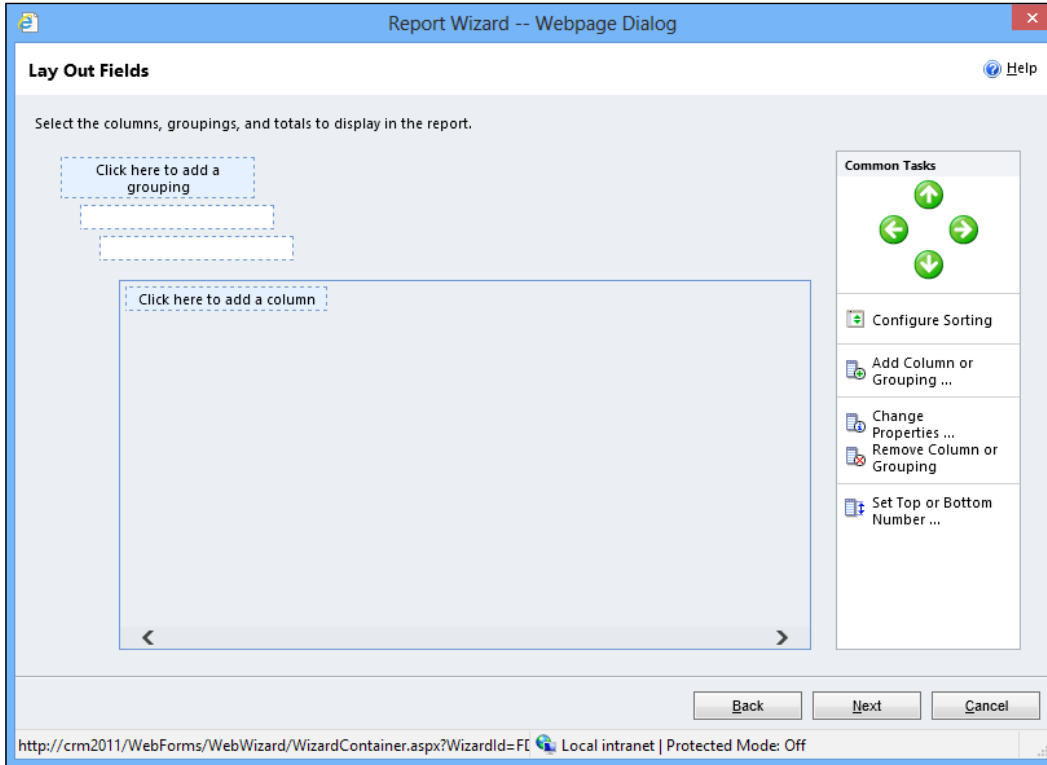 Report Wizard -- Webpage Dialog
Lay Out Fields
Help
Select the columns, groupings, and totals to display in the report.
Click here to add a
grouping
Click here to add a column
Common Tasks
Configure Sorting
Add Column or
Grouping ...
Change
Properties ...
Remove Column or
Grouping
Set Top or Bottom
Number ...
Back
Next
Cancel
http://crm2011/WebForms/WebWizard/WizardContainer.aspx?WizardId=FD
Local intranet | Protected Mode: Off